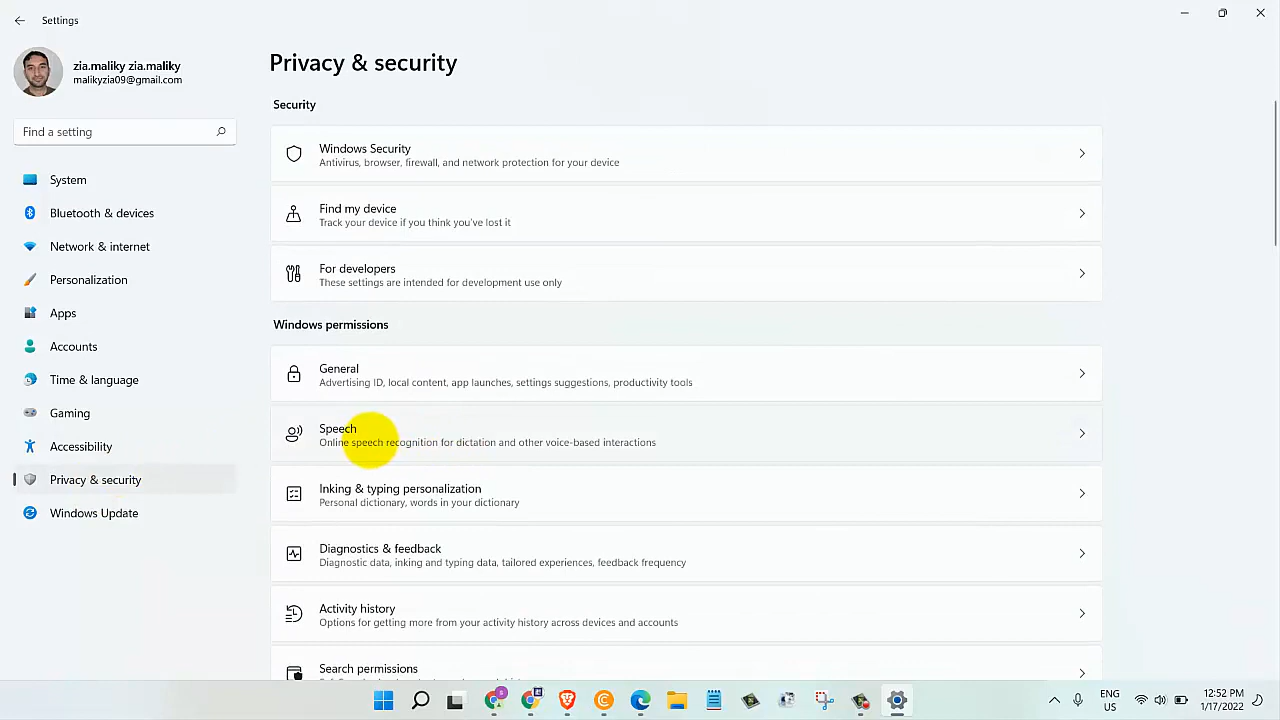 Settings
zia.maliky zia.maliky
malikyzia09@gmail.com
Find a setting
System
Bluetooth & devices
Network & internet
Personalization
Apps
Accounts
Time & language
Gaming
Accessibility
Privacy & security
Windows Update
Privacy & security
Security
Windows Security
Antivirus, browser, firewall, and network protection for your device
Find my device
Track your device if you think you've lost it
For developers
These settings are intended for development use only
Windows permissions
General
Advertising ID, local content, app launches, settings suggestions, productivity tools
Speech
Online speech recognition for dictation and other voice-based interactions
Inking & typing personalization
Personal dictionary, words in your dictionary
Diagnostics & feedback
Diagnostic data, inking and typing data, tailored experiences, feedback frequency
Activity history
Options for getting more from your activity history across devices and accounts
Search permissions
ENG
US
12:52 PM
1/17/2022